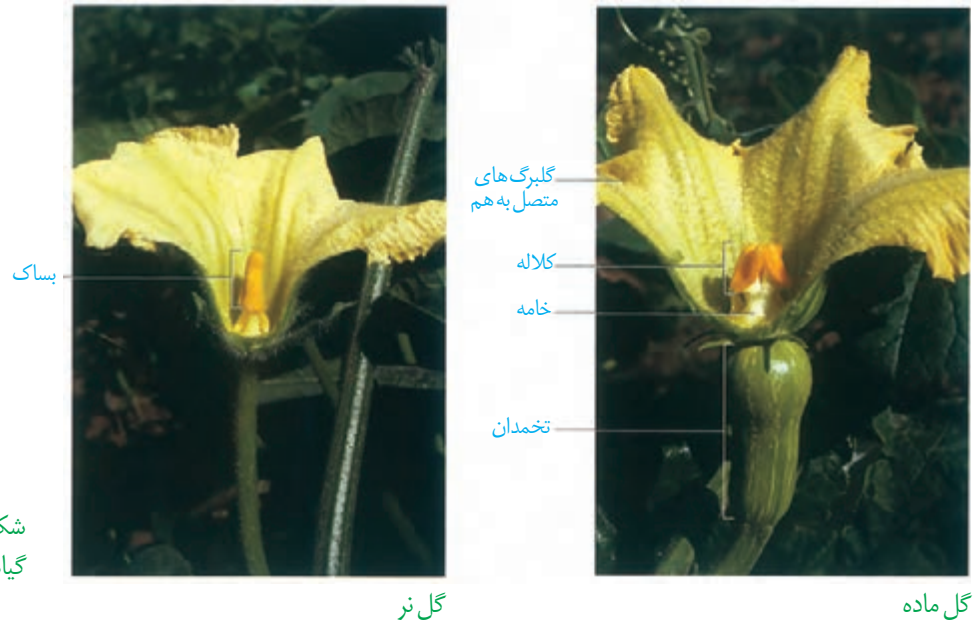 گلبرگ‌های
متصل به هم
کلاله
خامه
تخمدان
بساک
گل ماده
گل نر